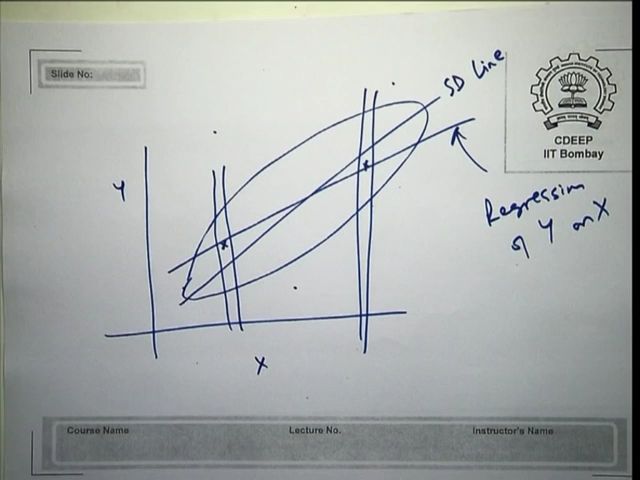 Slide No:
SD Line
CDEEP
IIT Bombay
Y
Regression
of Y on X
X
Course Name
Lecture No.
Instructor's Name